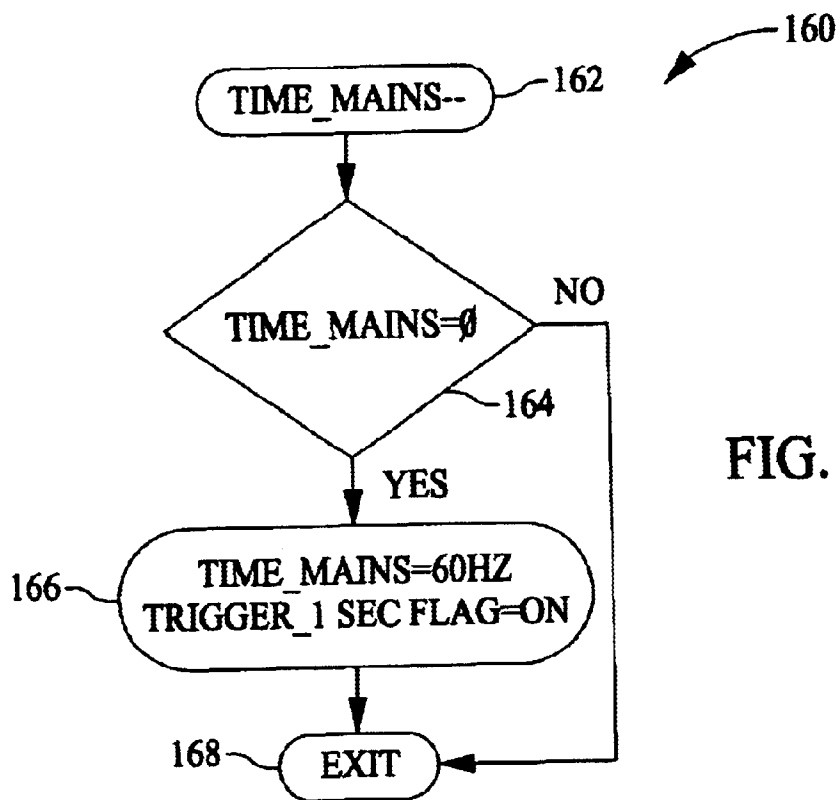 160
TIME_MAINS-- 162
TIME_MAINS=∅
NO
164
YES
FIG.
166
TIME_MAINS=60HZ
TRIGGER_1 SEC FLAG=ON
168
EXIT